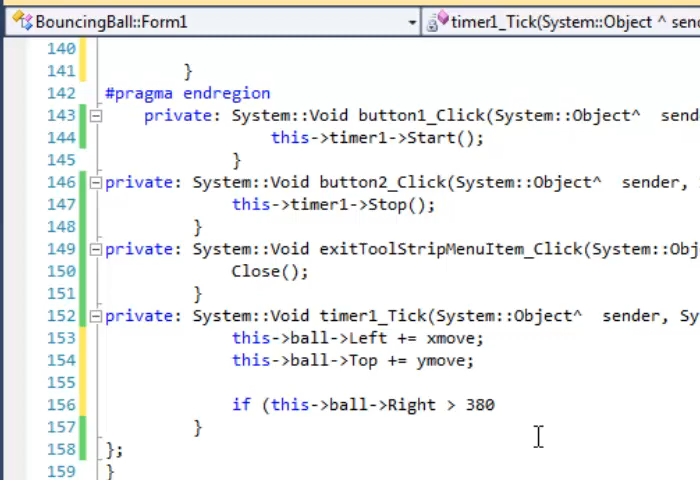 BouncingBall::Form1
timer1_Tick(System::Object ^ send
140
141 }
142 #pragma endregion
143 private: System::Void button1_Click(System::Object^ send
144 this->timer1->Start();
145 }
146 private: System::Void button2_Click(System::Object^ sender,
147 this->timer1->Stop();
148 }
149 private: System::Void exitToolStripMenuItem_Click(System::Obj
150 Close();
151 }
152 private: System::Void timer1_Tick(System::Object^ sender, Sy
153 this->ball->Left += xmove;
154 this->ball->Top += ymove;
155
156 if (this->ball->Right > 380
157 }
158 };
159 }